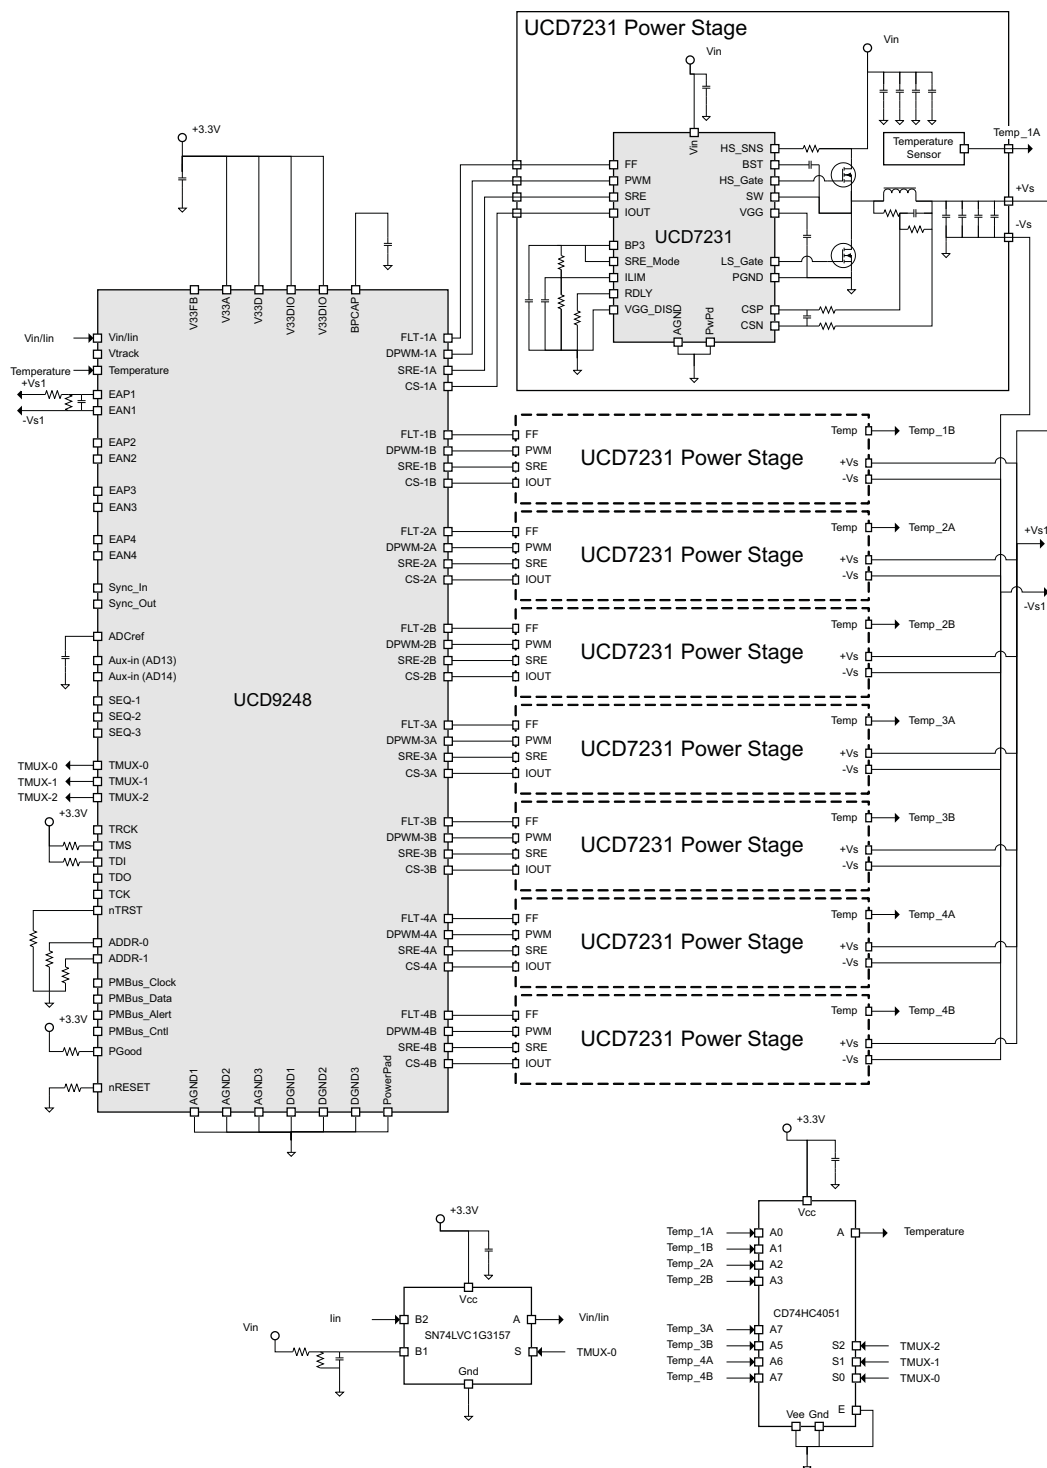 UCD7231 Power Stage
Vin
Vin
Temperature Sensor
Temp_1A
+Vs
-Vs
Vin
FF
PWM
SRE
IOUT
BP3
SRE_Mode
ILIM
RDLY
VGG_DIS
UCD7231
HS_SNS
BST
HS_Gate
SW
VGG
LS_Gate
PGND
CSP
CSN
AGND
PwPd
+3.3V
V33FB
V33A
V33D
V33DIO
V33DIO
BPCAP
Vin/Iin
Temperature
+Vs1
-Vs1
Vin/Iin
Vtrack
Temperature
EAP1
EAN1
EAP2
EAN2
EAP3
EAN3
EAP4
EAN4
Sync_In
Sync_Out
ADCref
Aux-in (AD13)
Aux-in (AD14)
SEQ-1
SEQ-2
SEQ-3
TMUX-0 TMUX-0
TMUX-1 TMUX-1
TMUX-2 TMUX-2
+3.3V
TRCK
TMS
TDI
TDO
TCK
nTRST
ADDR-0
ADDR-1
PMBus_Clock
PMBus_Data
PMBus_Alert
+3.3V
PMBus_Cntl
PGood
nRESET
UCD9248
AGND1
AGND2
AGND3
DGND1
DGND2
DGND3
PowerPad
FLT-1A
DPWM-1A
SRE-1A
CS-1A
FLT-1B FF
DPWM-1B PWM
SRE-1B SRE
CS-1B IOUT
UCD7231 Power Stage
Temp Temp_1B
+Vs
-Vs
FLT-2A FF
DPWM-2A PWM
SRE-2A SRE
CS-2A IOUT
UCD7231 Power Stage
Temp Temp_2A
+Vs
-Vs
+Vs1
-Vs1
FLT-2B FF
DPWM-2B PWM
SRE-2B SRE
CS-2B IOUT
UCD7231 Power Stage
Temp Temp_2B
+Vs
-Vs
FLT-3A FF
DPWM-3A PWM
SRE-3A SRE
CS-3A IOUT
UCD7231 Power Stage
Temp Temp_3A
+Vs
-Vs
FLT-3B FF
DPWM-3B PWM
SRE-3B SRE
CS-3B IOUT
UCD7231 Power Stage
Temp Temp_3B
+Vs
-Vs
FLT-4A FF
DPWM-4A PWM
SRE-4A SRE
CS-4A IOUT
UCD7231 Power Stage
Temp Temp_4A
+Vs
-Vs
FLT-4B FF
DPWM-4B PWM
SRE-4B SRE
CS-4B IOUT
UCD7231 Power Stage
Temp Temp_4B
+Vs
-Vs
+3.3V
Vcc
Iin B2
Vin
B1
SN74LVC1G3157
A Vin/Iin
S TMUX-0
Gnd
+3.3V
Vcc
Temp_1A A0
Temp_1B A1
Temp_2A A2
Temp_2B A3
A Temperature
CD74HC4051
Temp_3A A7
Temp_3B A5
Temp_4A A6
Temp_4B A7
S2 TMUX-2
S1 TMUX-1
S0 TMUX-0
E
Vee Gnd